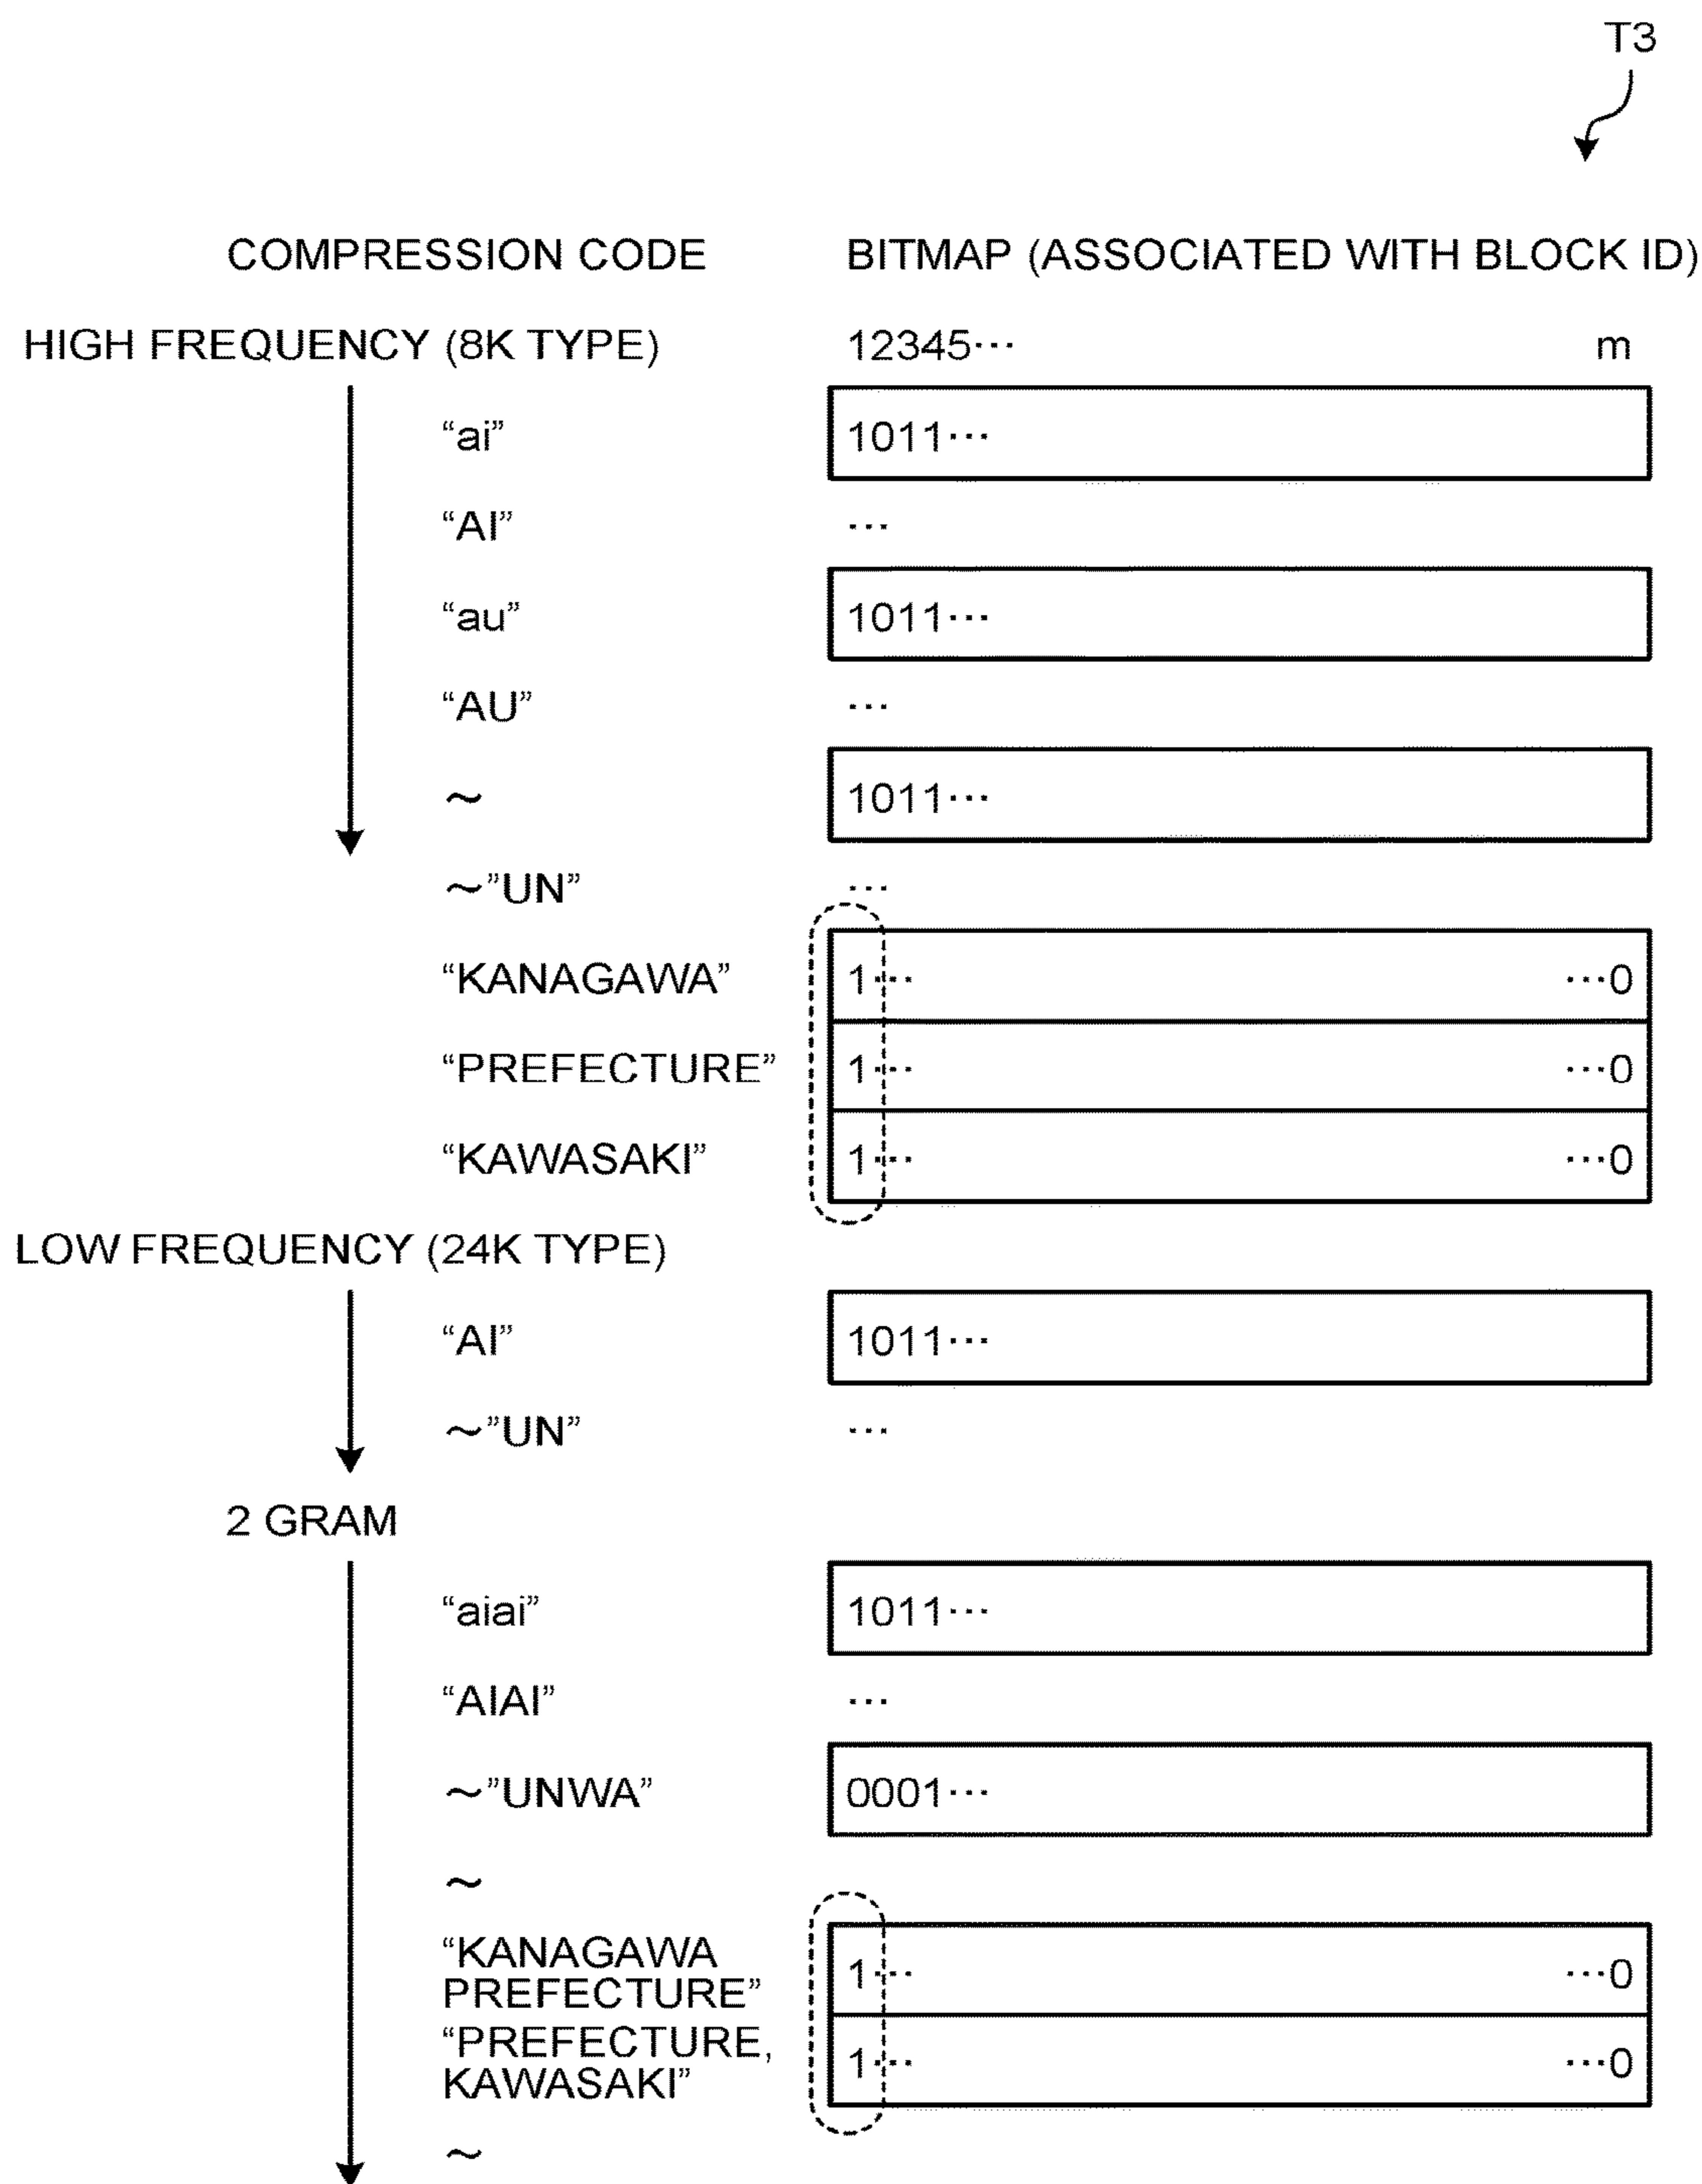 T3
COMPRESSION CODE BITMAP (ASSOCIATED WITH BLOCK ID)
HIGH FREQUENCY (8K TYPE) 12345··· m
“ai” 1011···
“AI” ···
“au” 1011···
“AU” ···
～ 1011···
～”UN” ···
“KANAGAWA” 1··· ···0
“PREFECTURE” 1··· ···0
“KAWASAKI” 1··· ···0
LOW FREQUENCY (24K TYPE)
“AI” 1011···
～”UN” ···
2 GRAM
“aiai” 1011···
“AIAI” ···
～”UNWA” 0001···
～
“KANAGAWA
PREFECTURE” 1··· ···0
“PREFECTURE,
KAWASAKI” 1··· ···0
～